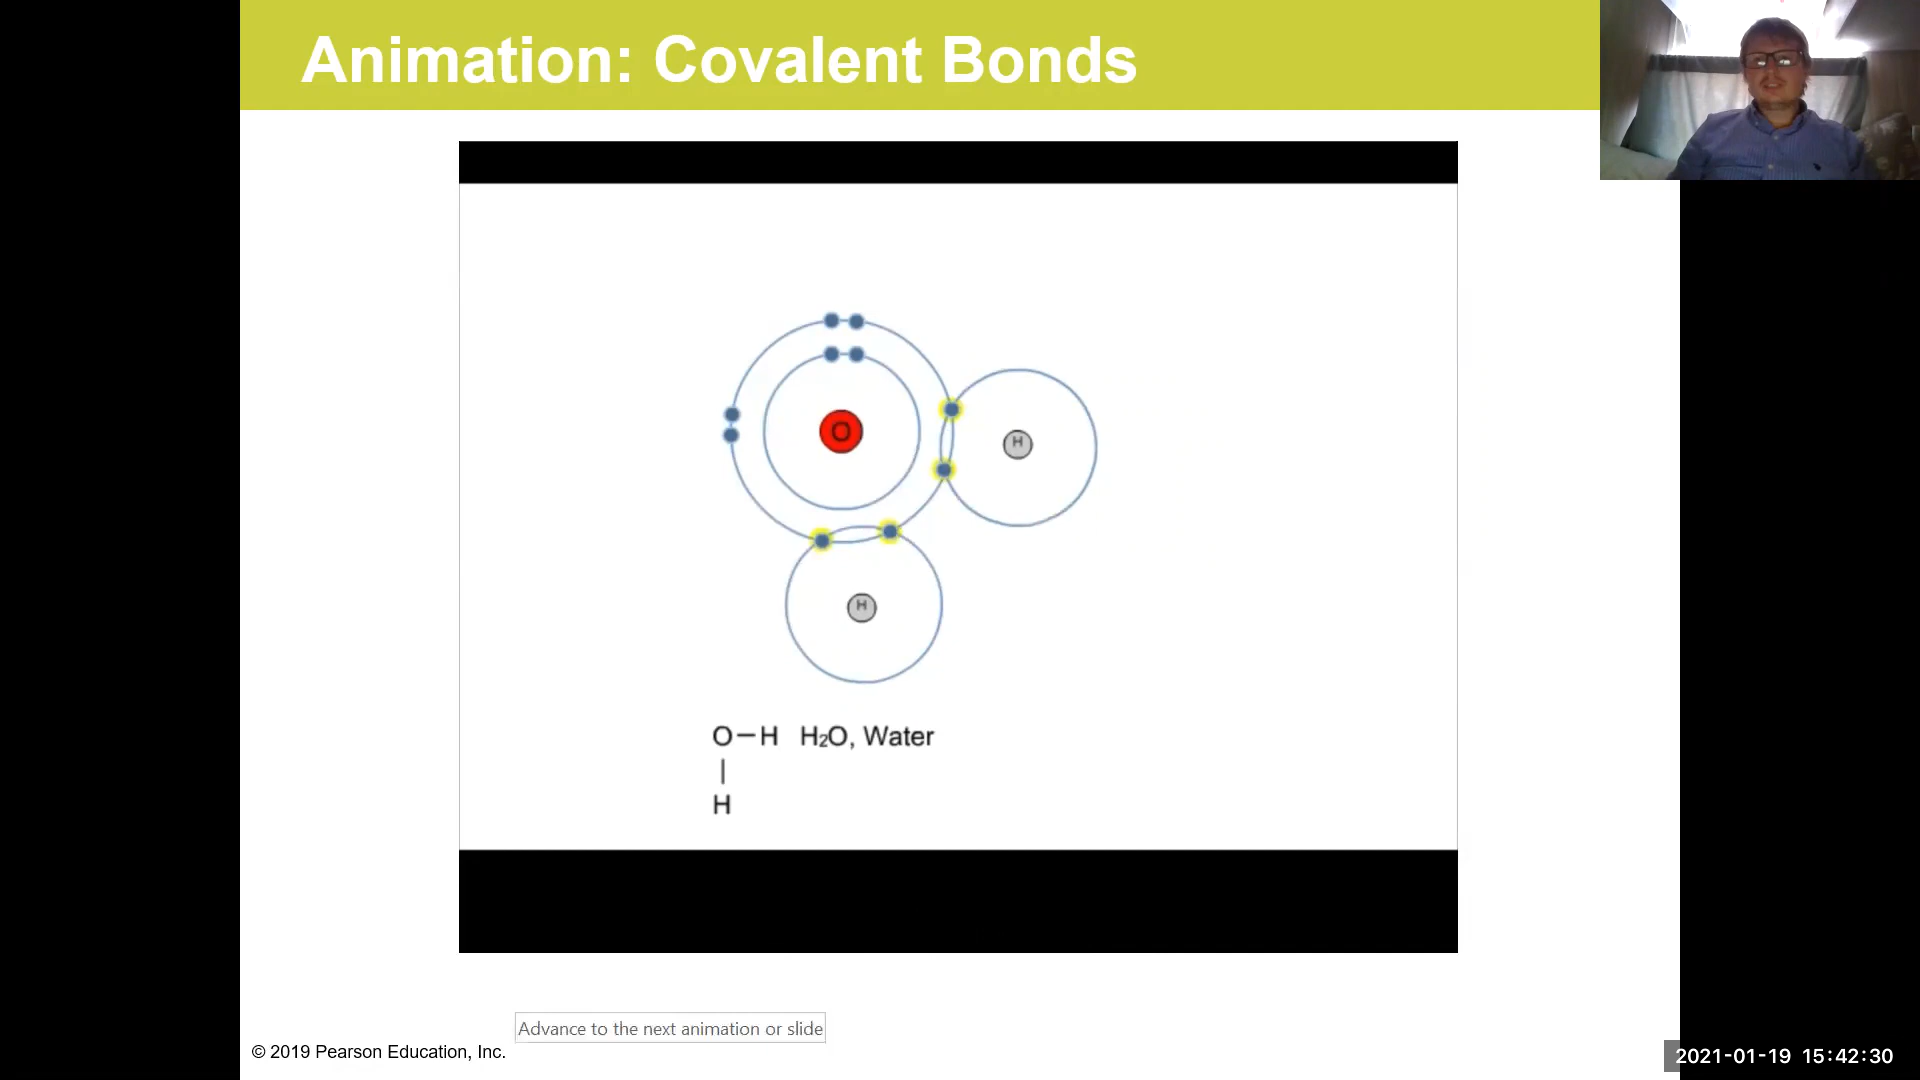 Animation: Covalent Bonds
O
H
H
O–H H₂O, Water
|
H
Advance to the next animation or slide
© 2019 Pearson Education, Inc.
2021-01-19 15:42:30